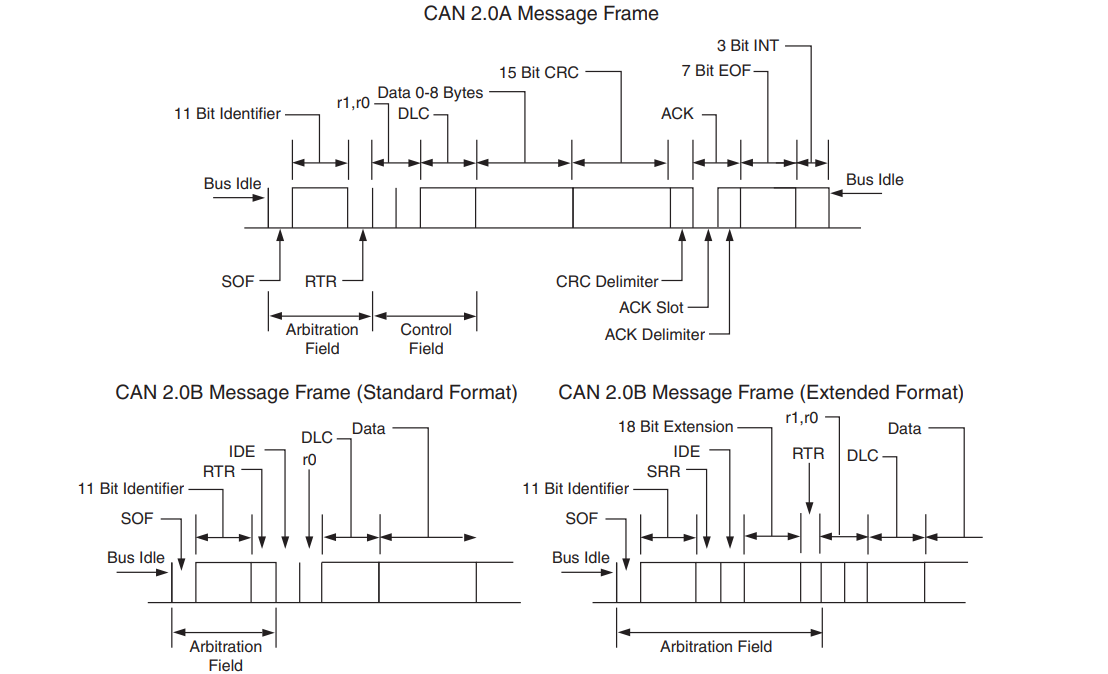 CAN 2.0A Message Frame
3 Bit INT
15 Bit CRC
7 Bit EOF
Data 0-8 Bytes
r1,r0
11 Bit Identifier
DLC
ACK
Bus Idle
Bus Idle
SOF
RTR
CRC Delimiter
ACK Slot
ACK Delimiter
Arbitration
Field
Control
Field
CAN 2.0B Message Frame (Standard Format)
Data
DLC
IDE
r0
RTR
11 Bit Identifier
SOF
Bus Idle
Arbitration
Field
CAN 2.0B Message Frame (Extended Format)
r1,r0
18 Bit Extension
Data
IDE
RTR
DLC
SRR
11 Bit Identifier
SOF
Bus Idle
Arbitration Field